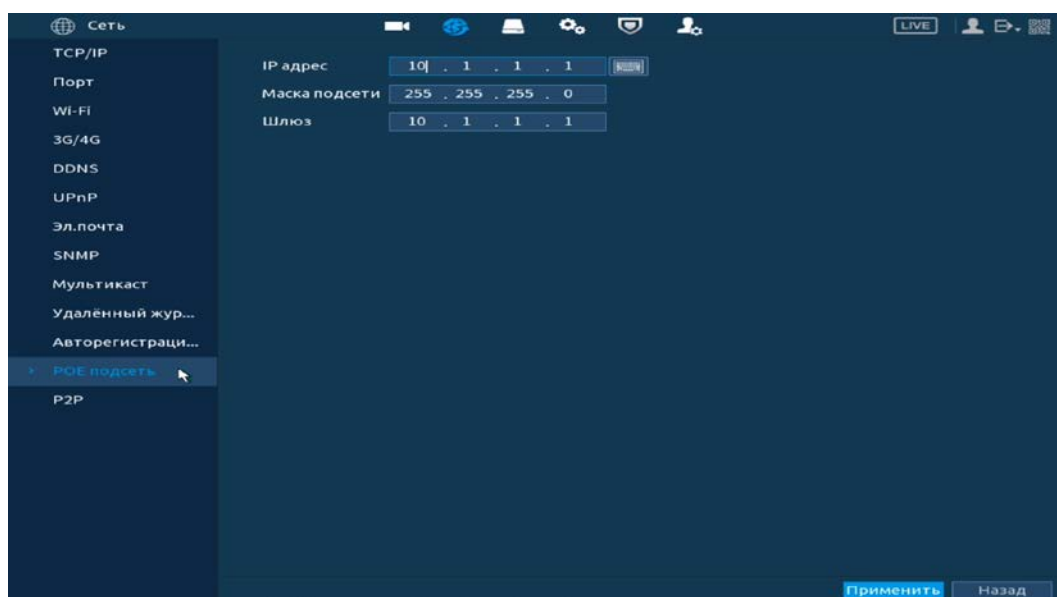 Сеть
LIVE
TCP/IP
Порт
Wi-Fi
3G/4G
DDNS
UPnP
Эл.почта
SNMP
Мультикаст
Удалённый жур...
Авторегистраци...
POE подсеть
P2P
IP адрес 10 . 1 . 1 . 1
Маска подсети 255 . 255 . 255 . 0
Шлюз 10 . 1 . 1 . 1
Применить Назад